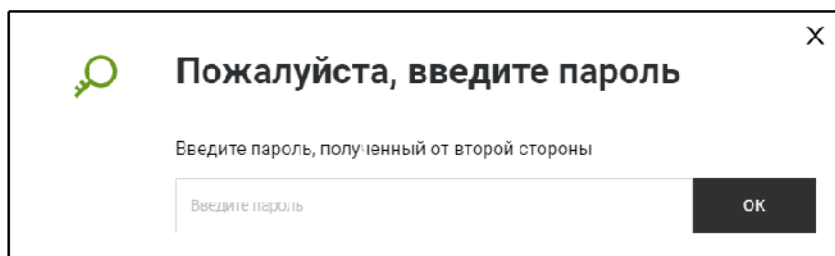 X
Пожалуйста, введите пароль
Введите пароль, полученный от второй стороны
Введите пароль
ОК